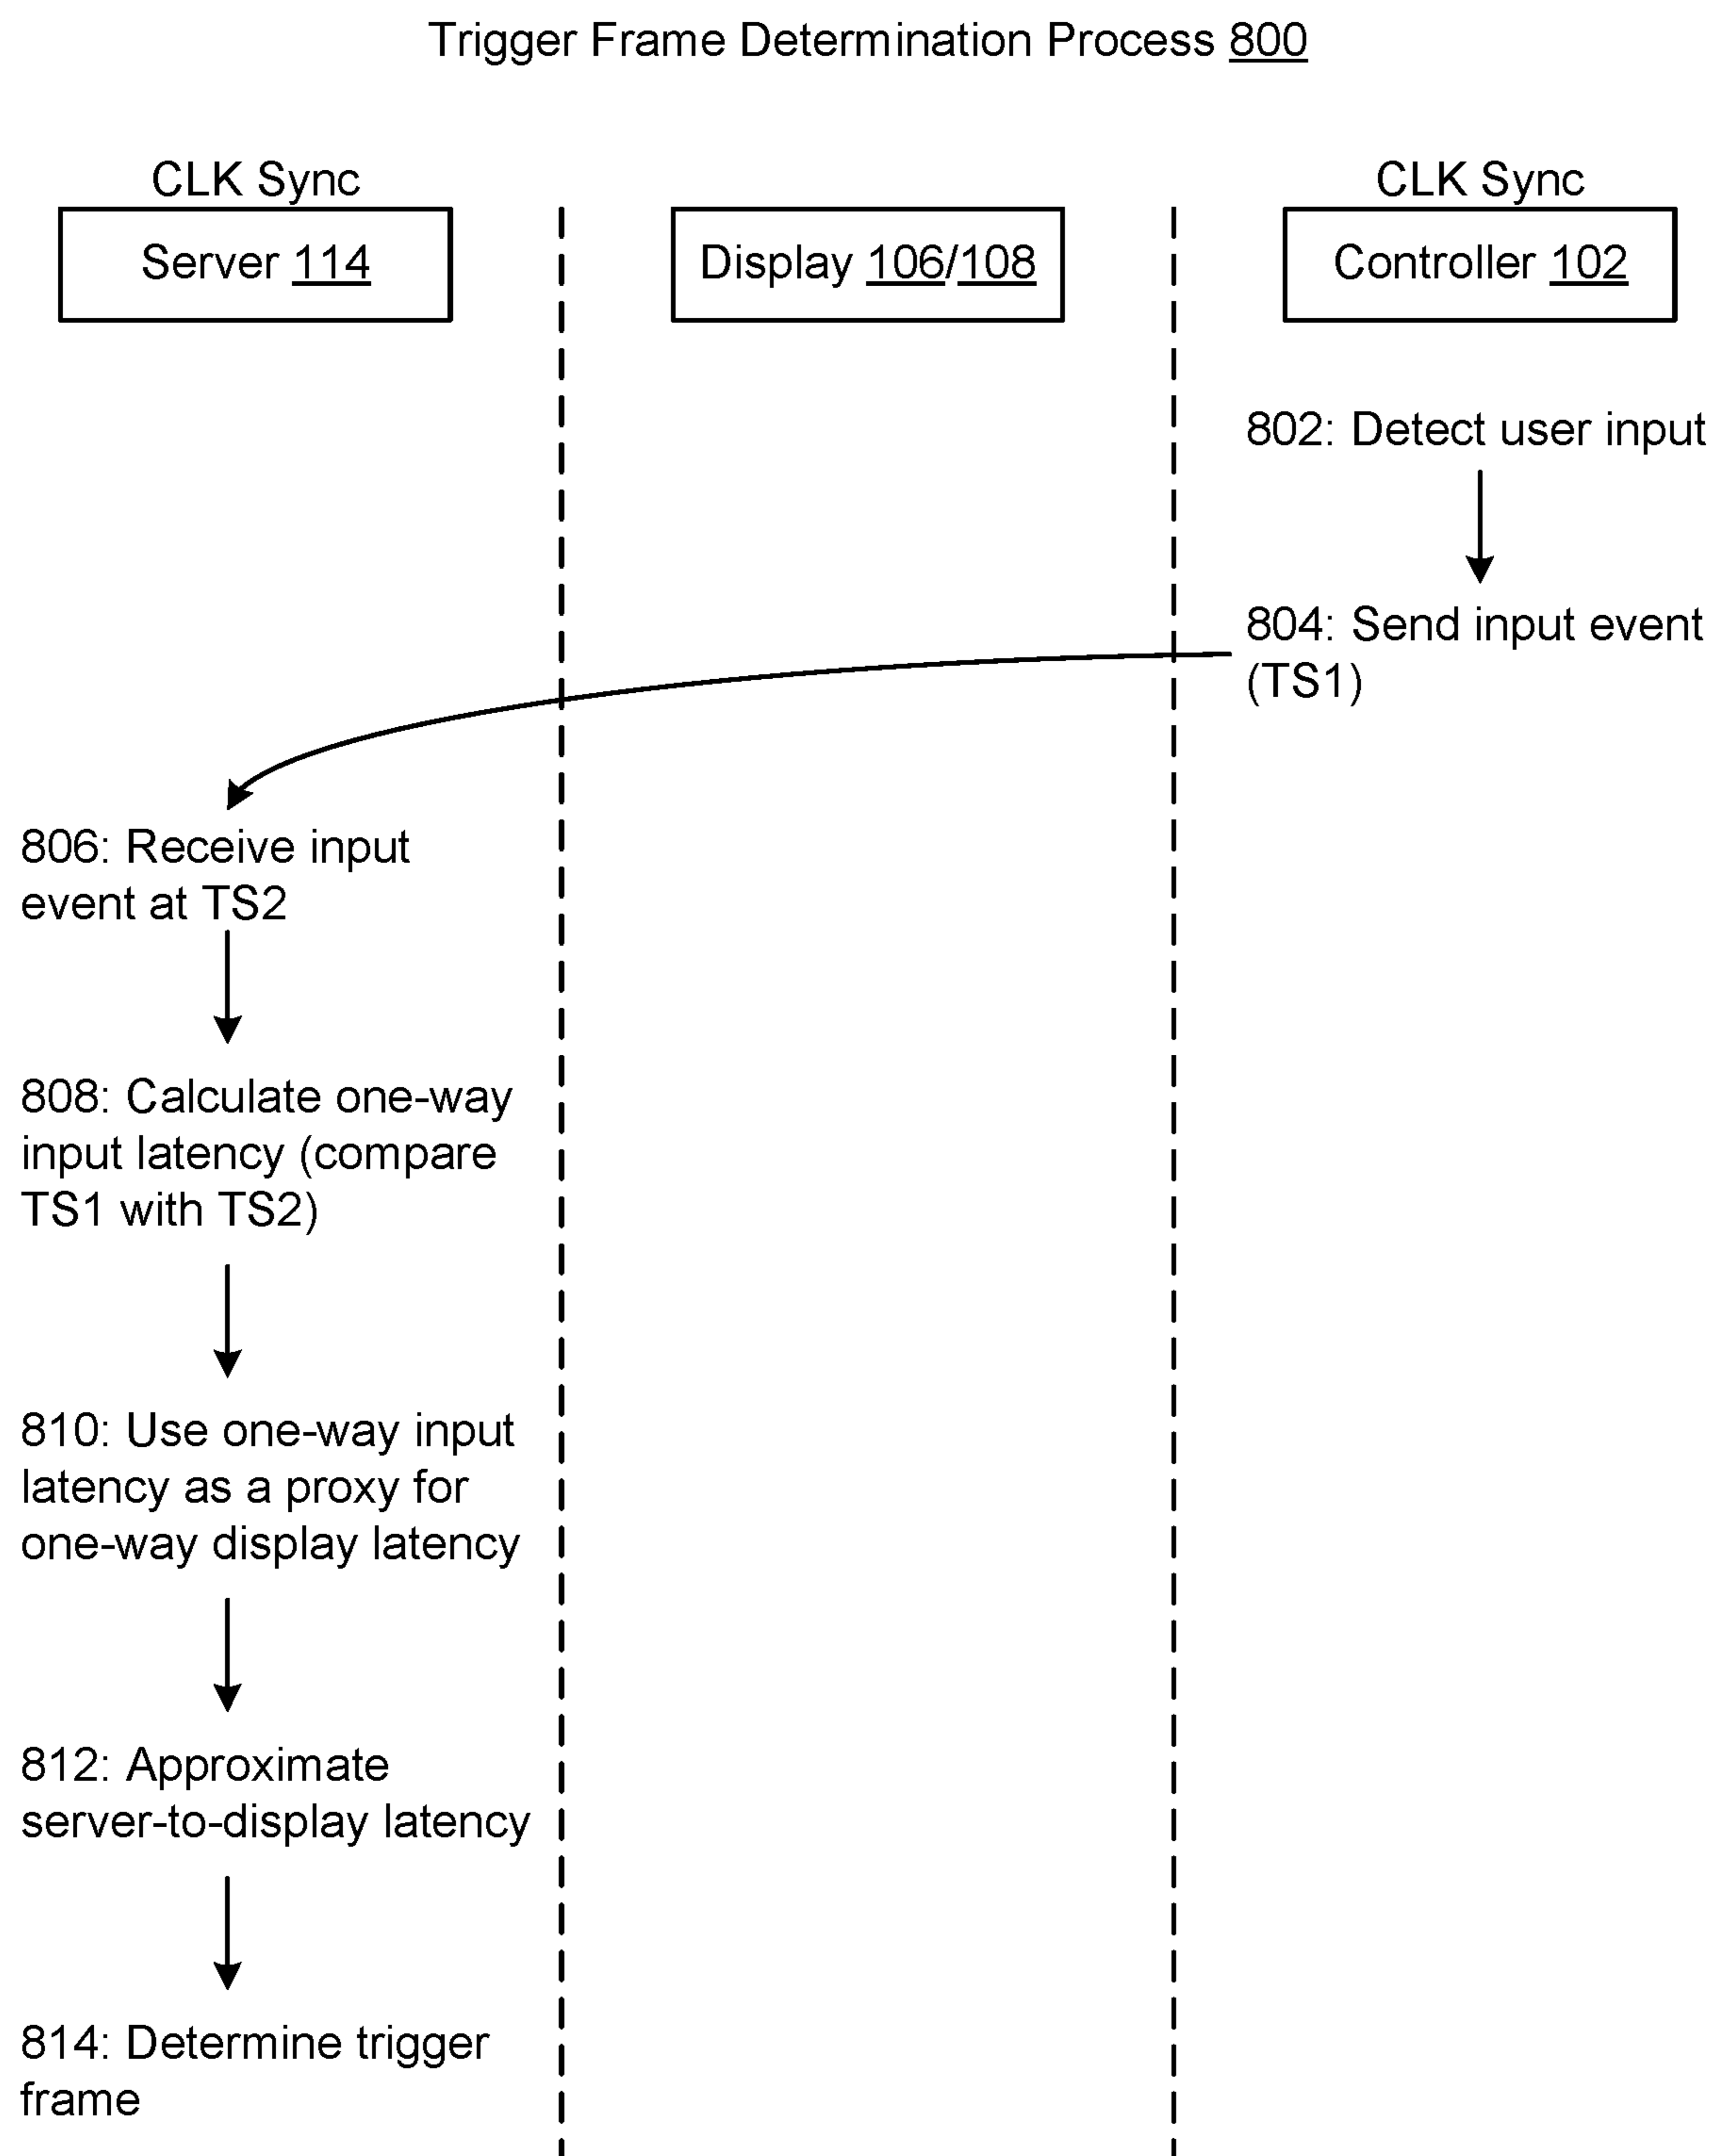 Trigger Frame Determination Process 800
CLK Sync
CLK Sync
Server 114
Display 106/108
Controller 102
802: Detect user input
804: Send input event
(TS1)
806: Receive input
event at TS2
808: Calculate one-way
input latency (compare
TS1 with TS2)
810: Use one-way input
latency as a proxy for
one-way display latency
812: Approximate
server-to-display latency
814: Determine trigger
frame